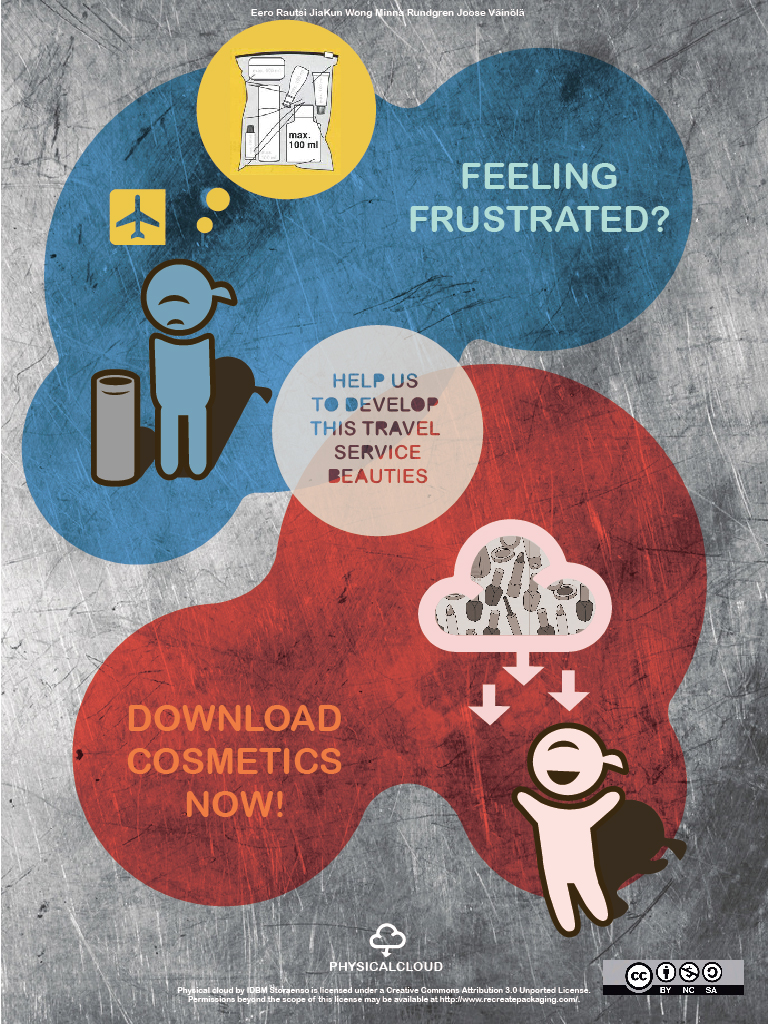 Eero Rautsi JiaKun Wong Minna Rundgren Joose Väinölä
max.
100 ml
FEELING
FRUSTRATED?
HELP US
TO DEVELOP
THIS TRAVEL
SERVICE
BEAUTIES
DOWNLOAD
COSMETICS
NOW!
PHYSICALCLOUD
Physical cloud by IDBM Storaenso is licensed under a Creative Commons Attribution 3.0 Unported License.
Permissions beyond the scope of this license may be available at http://www.recreatepackaging.com/.
cc
BY NC SA